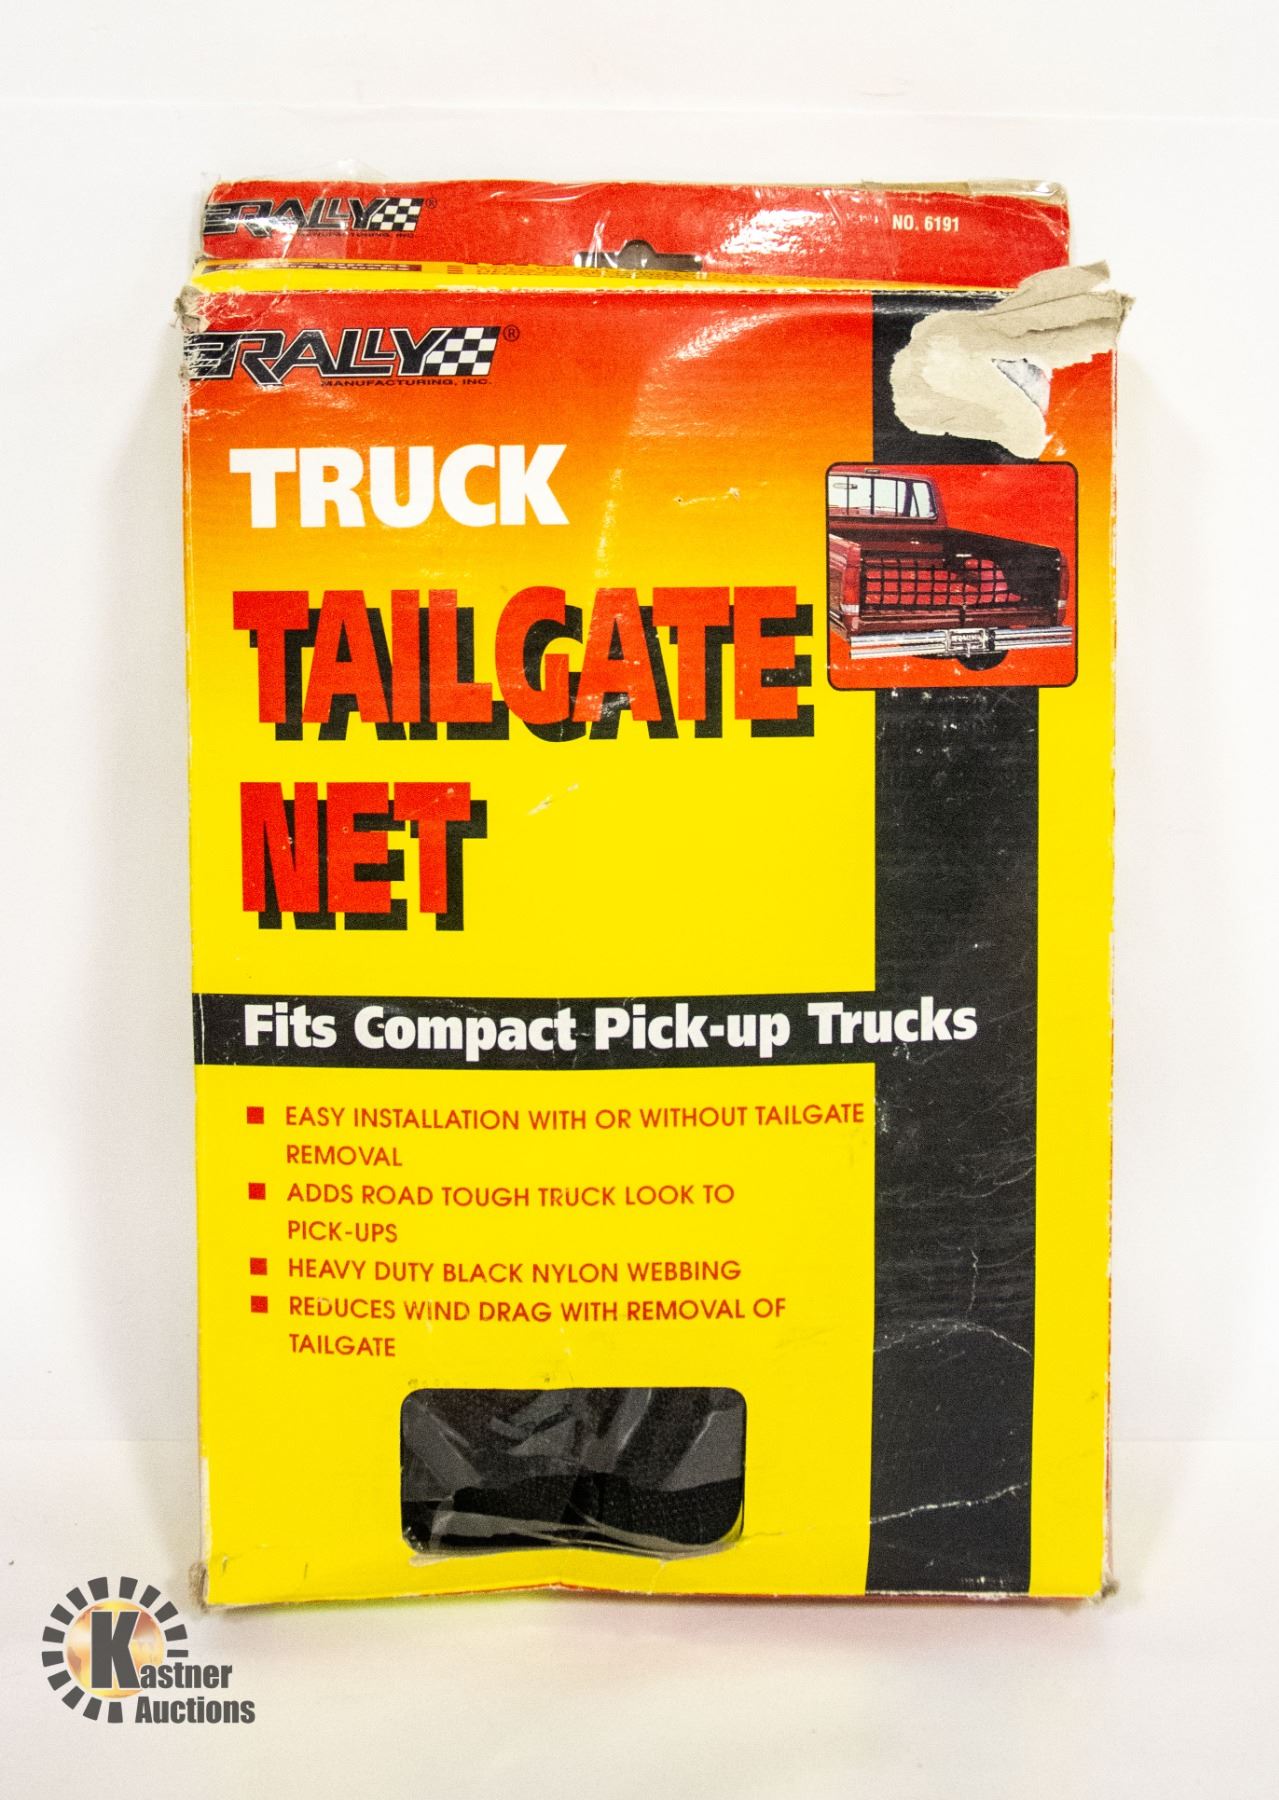 RALLY®
MANUFACTURING, INC.
NO. 6191
RALLY®
MANUFACTURING, INC.
TRUCK
TAILGATE
NET
Fits Compact Pick-up Trucks
■ EASY INSTALLATION WITH OR WITHOUT TAILGATE
REMOVAL
■ ADDS ROAD TOUGH TRUCK LOOK TO
PICK-UPS
■ HEAVY DUTY BLACK NYLON WEBBING
■ REDUCES WIND DRAG WITH REMOVAL OF
TAILGATE
Kastner
Auctions